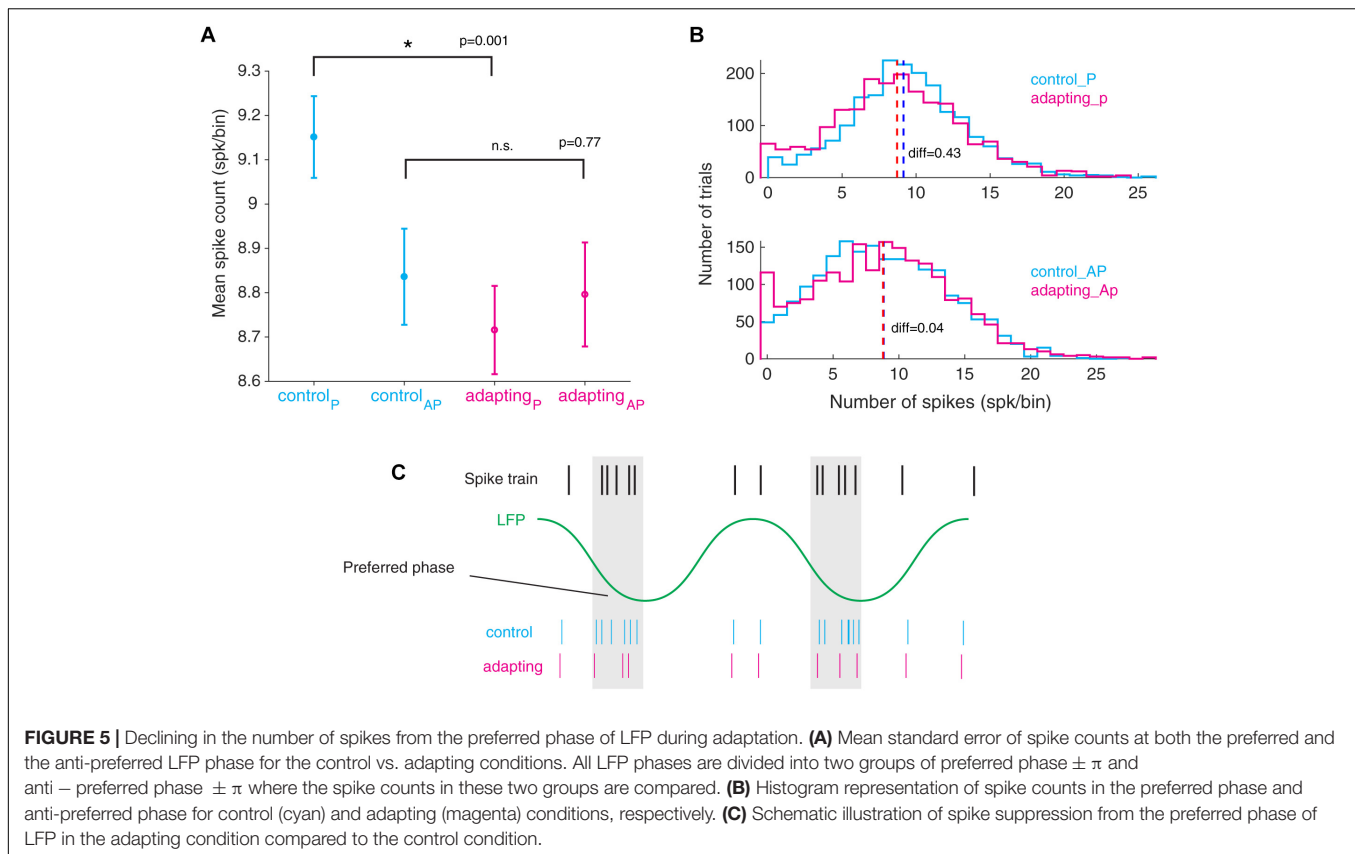 A
*
p=0.001
n.s.
p=0.77
9.3
9.2
9.1
9
8.9
8.8
8.7
8.6
Mean spike count (spk/bin)
control_P
control_AP
adapting_P
adapting_AP
B
200
100
0
control_P
adapting_p
diff=0.43
0 5 10 15 20 25
150
100
50
0
control_AP
adapting_Ap
diff=0.04
0 5 10 15 20 25
Number of trials
Number of spikes (spk/bin)
C
Spike train
LFP
Preferred phase
control
adapting
FIGURE 5 | Declining in the number of spikes from the preferred phase of LFP during adaptation. (A) Mean standard error of spike counts at both the preferred and
the anti-preferred LFP phase for the control vs. adapting conditions. All LFP phases are divided into two groups of preferred phase ± π and
anti – preferred phase ± π where the spike counts in these two groups are compared. (B) Histogram representation of spike counts in the preferred phase and
anti-preferred phase for control (cyan) and adapting (magenta) conditions, respectively. (C) Schematic illustration of spike suppression from the preferred phase of
LFP in the adapting condition compared to the control condition.